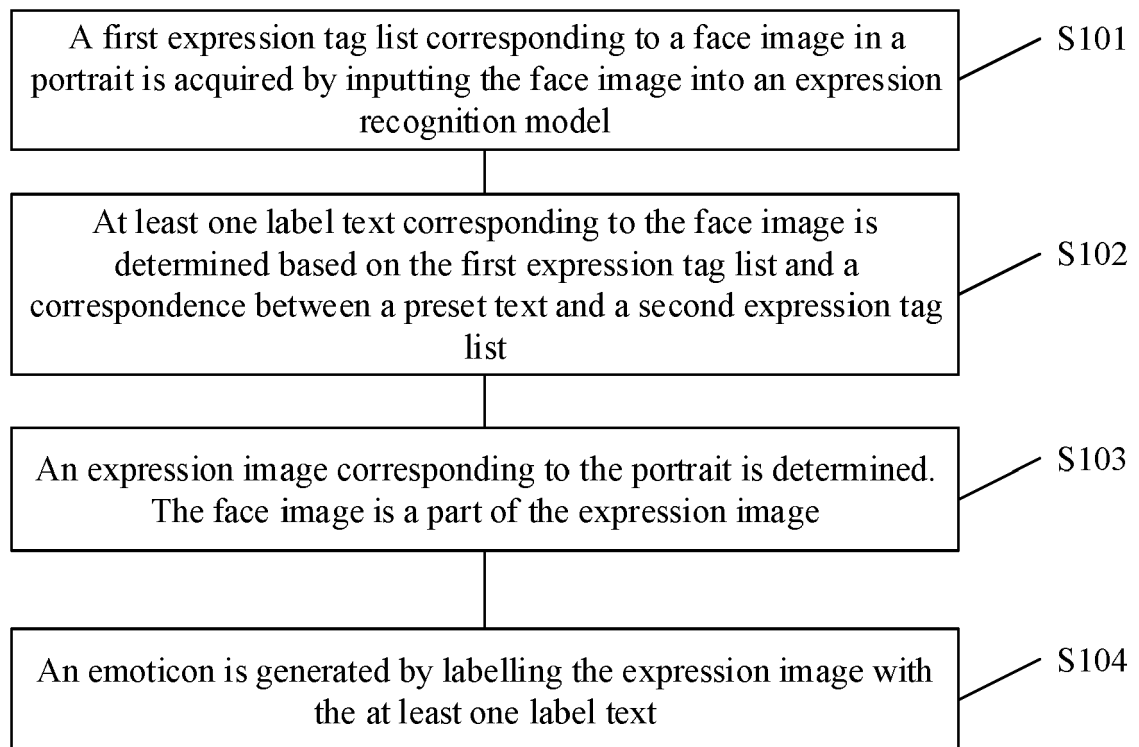 A first expression tag list corresponding to a face image in a
portrait is acquired by inputting the face image into an expression
recognition model
S101
At least one label text corresponding to the face image is
determined based on the first expression tag list and a
correspondence between a preset text and a second expression tag
list
S102
An expression image corresponding to the portrait is determined.
The face image is a part of the expression image
S103
An emoticon is generated by labelling the expression image with
the at least one label text
S104